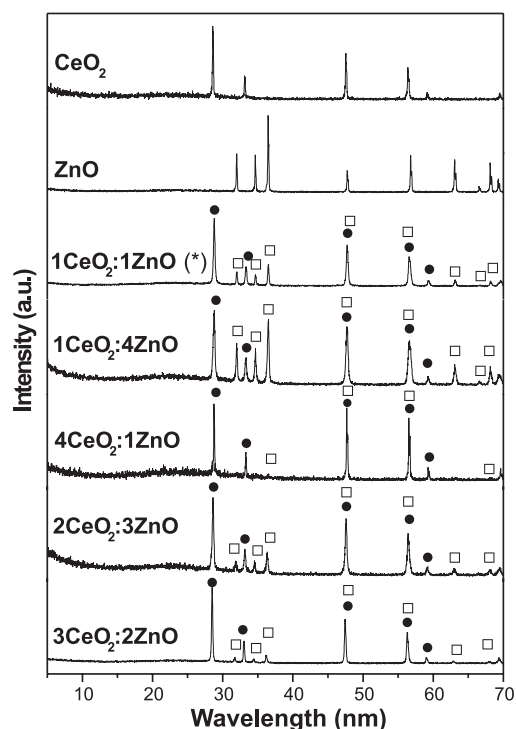 CeO₂
ZnO
1CeO₂:1ZnO (*)
1CeO₂:4ZnO
4CeO₂:1ZnO
2CeO₂:3ZnO
3CeO₂:2ZnO
Intensity (a.u.)
10 20 30 40 50 60 70
Wavelength (nm)